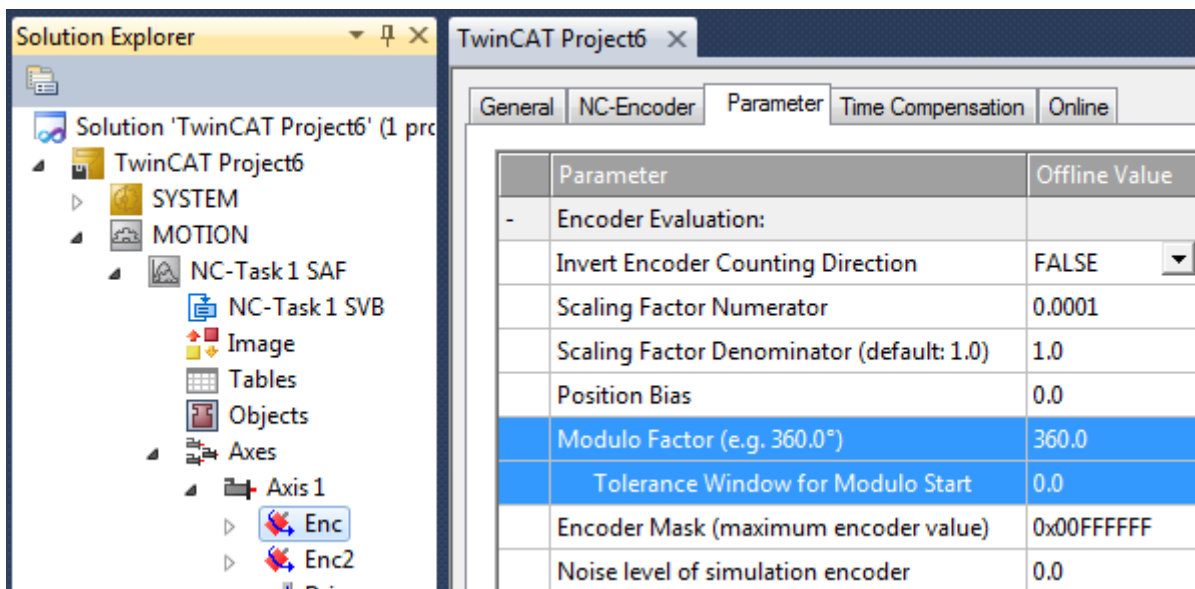 Solution Explorer
TwinCAT Project6
General NC-Encoder Parameter Time Compensation Online
Solution 'TwinCAT Project6' (1 prc
TwinCAT Project6
SYSTEM
MOTION
NC-Task 1 SAF
NC-Task 1 SVB
Image
Tables
Objects
Axes
Axis 1
Enc
Enc2
Parameter Offline Value
- Encoder Evaluation:
Invert Encoder Counting Direction FALSE
Scaling Factor Numerator 0.0001
Scaling Factor Denominator (default: 1.0) 1.0
Position Bias 0.0
Modulo Factor (e.g. 360.0°) 360.0
Tolerance Window for Modulo Start 0.0
Encoder Mask (maximum encoder value) 0x00FFFFFF
Noise level of simulation encoder 0.0